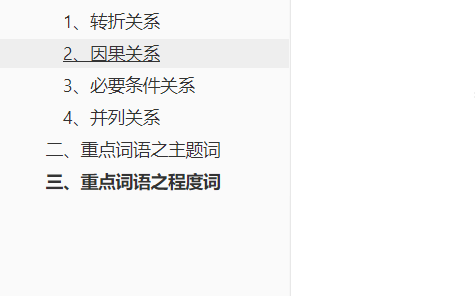 1、转折关系
2、因果关系
3、必要条件关系
4、并列关系
二、重点词语之主题词
三、重点词语之程度词